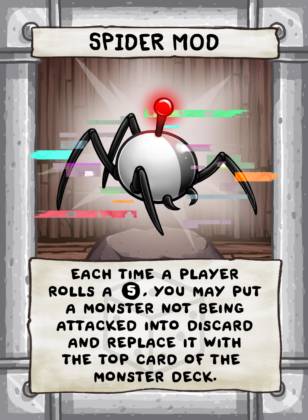 SPIDER MOD
EACH TIME A PLAYER
ROLLS A 5, YOU MAY PUT
A MONSTER NOT BEING
ATTACKED INTO DISCARD
AND REPLACE IT WITH
THE TOP CARD OF THE
MONSTER DECK.